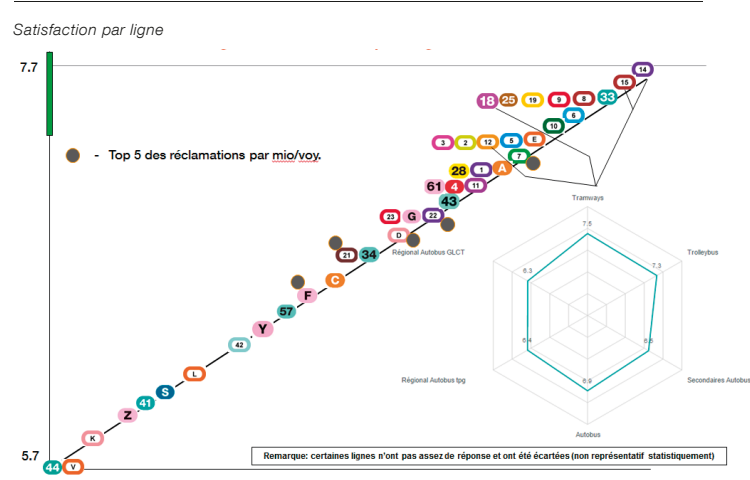 Satisfaction par ligne
7.7
14
15
18 25 19 9 8 33
6
- Top 5 des réclamations par mio/voy.
10
3 2 12 5 E
7
28 1 A
61 4 11
43
Tramways
23 G 22
7.5
D
21 34
Régional Autobus GLCT
Trolleybus
7.3
6.3
C
F
57
Y
42
6.4
6.5
L
Régional Autobus tpg
Secondaires Autobus
6.9
S
41
Z
Autobus
K
5.7
Remarque: certaines lignes n'ont pas assez de réponse et ont été écartées (non représentatif statistiquement)
44 V